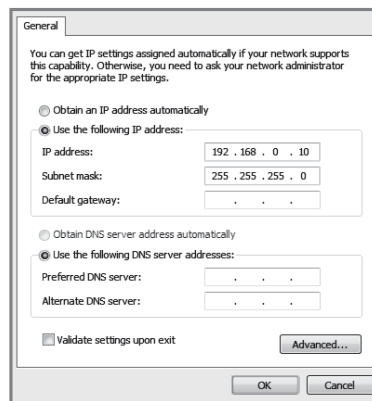 General
You can get IP settings assigned automatically if your network supports
this capability. Otherwise, you need to ask your network administrator
for the appropriate IP settings.
Obtain an IP address automatically
Use the following IP address:
IP address: 192 . 168 . 0 . 10
Subnet mask: 255 . 255 . 255 . 0
Default gateway: . . .
Obtain DNS server address automatically
Use the following DNS server addresses:
Preferred DNS server: . . .
Alternate DNS server: . . .
Validate settings upon exit
Advanced...
OK Cancel